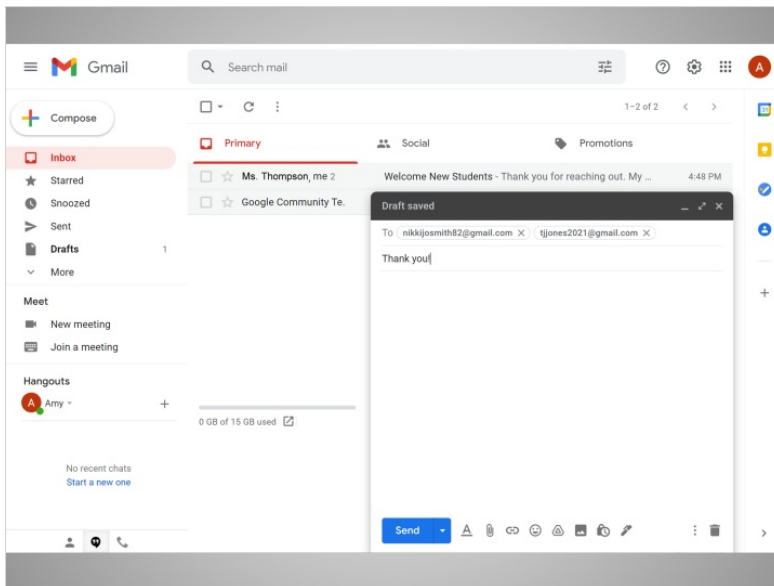 Gmail
Search mail
A
Compose
1–2 of 2
Primary
Social
Promotions
Inbox
Starred
Snoozed
Sent
Drafts 1
More
Ms. Thompson, me 2 Welcome New Students - Thank you for reaching out. My ... 4:48 PM
Google Community Te.
Draft saved
To nikkijosmith82@gmail.com tjjones2021@gmail.com
Thank you!
Meet
New meeting
Join a meeting
Hangouts
A Amy
0 GB of 15 GB used
No recent chats
Start a new one
Send
A